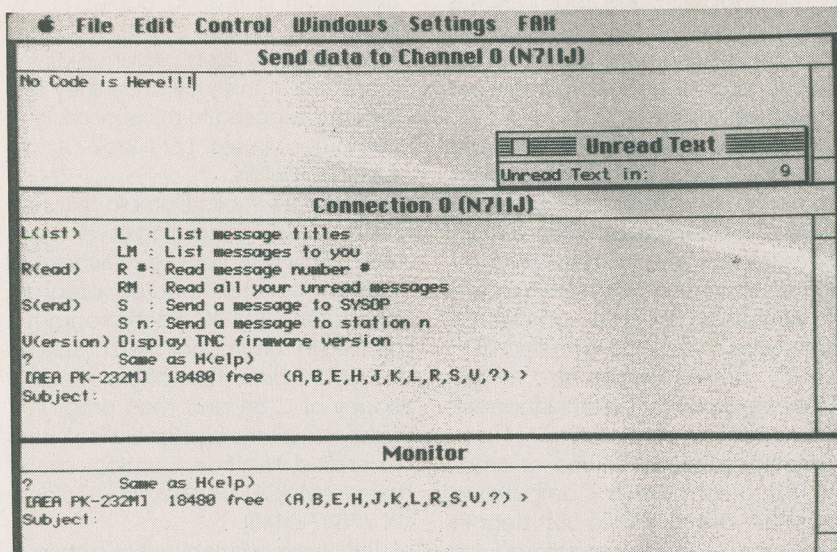 File Edit Control Windows Settings FAX
Send data to Channel 0 (N7IIJ)
No Code is Here!!!
Unread Text
Unread Text in: 9
Connection 0 (N7IIJ)
L(ist) L : List message titles
LM : List messages to you
R(ead) R #: Read message number #
RM : Read all your unread messages
S(end) S : Send a message to SYSOP
S n: Send a message to station n
V(ersion) Display TNC firmware version
? Same as H(elp)
[AEA PK-232M] 18480 free (A,B,E,H,J,K,L,R,S,V,?) >
Subject:
Monitor
? Same as H(elp)
[AEA PK-232M] 18480 free (A,B,E,H,J,K,L,R,S,V,?) >
Subject: